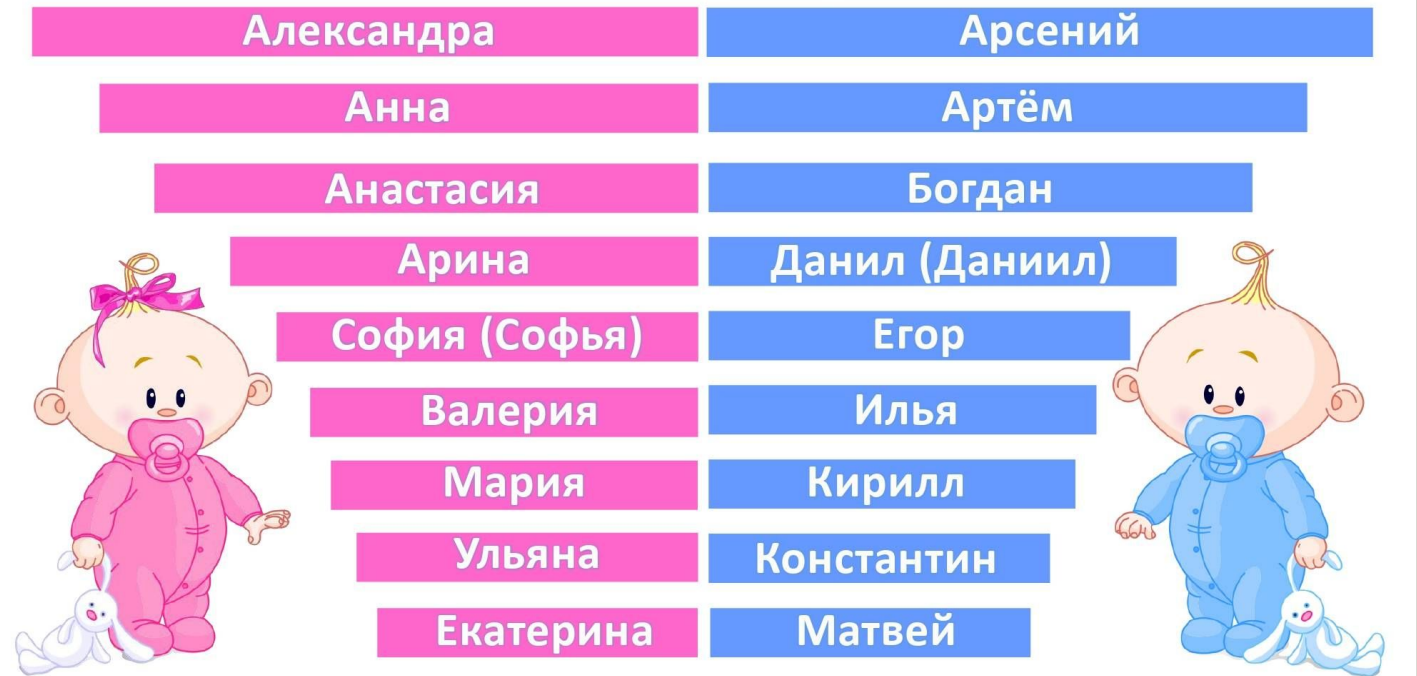 Александра
Арсений
Анна
Артём
Анастасия
Богдан
Арина
Данил (Даниил)
София (Софья)
Егор
Валерия
Илья
Мария
Кирилл
Ульяна
Константин
Екатерина
Матвей